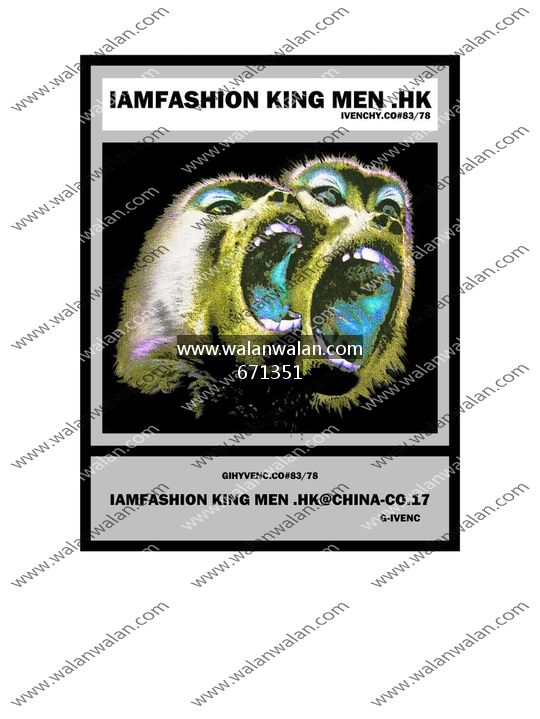 IAMFASHION KING MEN .HK
IVENCHY.CO#83/78
www.walanwalan.com
671351
GIHYVENC.CO#83/78
IAMFASHION KING MEN .HK@CHINA-CO.17
G-IVENC